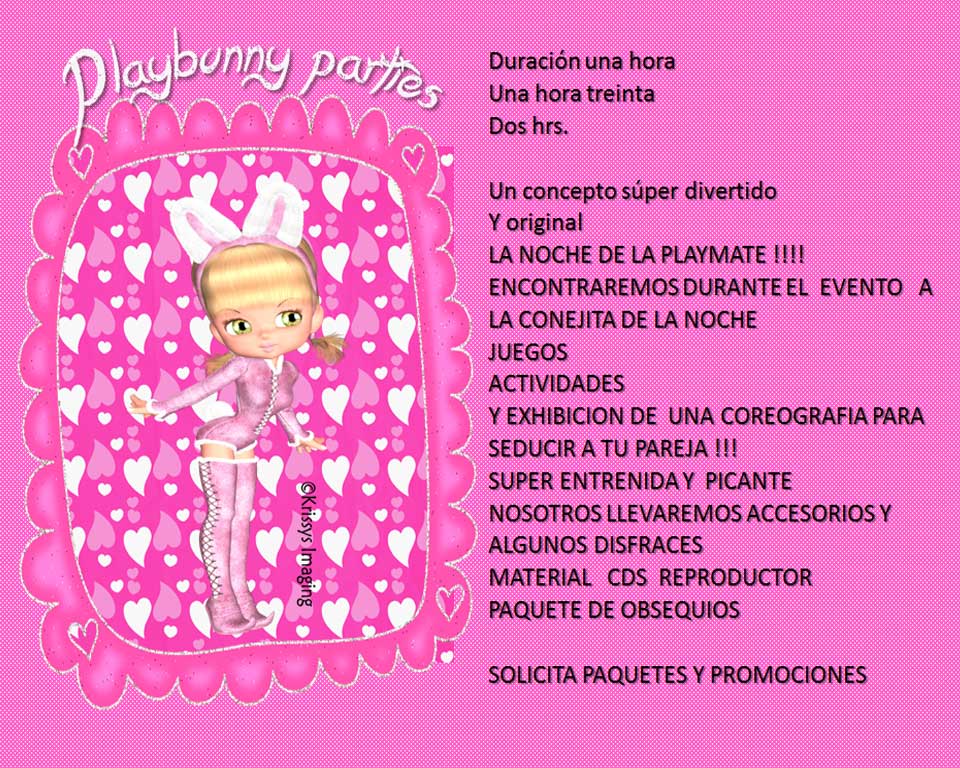 Playbunny parties
Duración una hora
Una hora treinta
Dos hrs.
Un concepto súper divertido
Y original
LA NOCHE DE LA PLAYMATE !!!!
ENCONTRAREMOS DURANTE EL EVENTO A
LA CONEJITA DE LA NOCHE
JUEGOS
ACTIVIDADES
Y EXHIBICION DE UNA COREOGRAFIA PARA
SEDUCIR A TU PAREJA !!!
SUPER ENTRENIDA Y PICANTE
NOSOTROS LLEVAREMOS ACCESORIOS Y
ALGUNOS DISFRACES
MATERIAL CDS REPRODUCTOR
PAQUETE DE OBSEQUIOS
SOLICITA PAQUETES Y PROMOCIONES
©Krissys Imaging